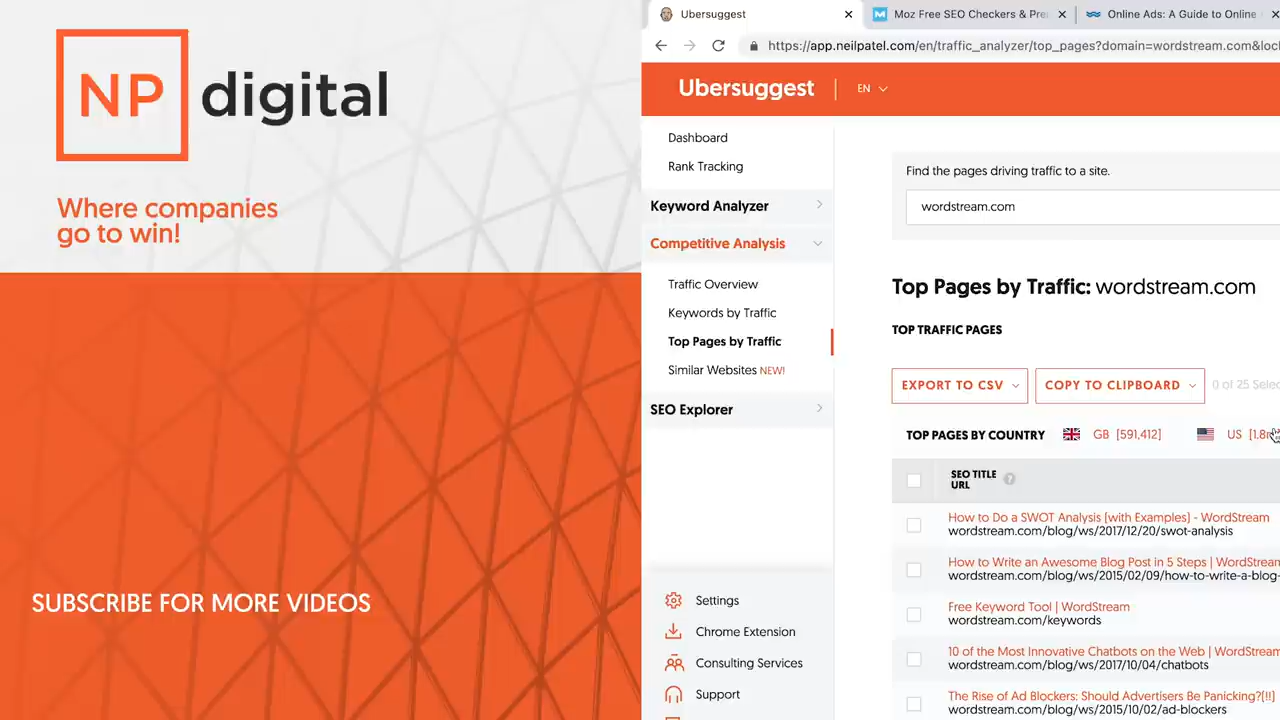 NP digital
Where companies
go to win!
SUBSCRIBE FOR MORE VIDEOS
Ubersuggest
Moz Free SEO Checkers & Pre
Online Ads: A Guide to Online
https://app.neilpatel.com/en/traffic_analyzer/top_pages?domain=wordstream.com&loc
Ubersuggest
EN
Dashboard
Rank Tracking
Keyword Analyzer
Competitive Analysis
Traffic Overview
Keywords by Traffic
Top Pages by Traffic
Similar Websites NEW!
SEO Explorer
Settings
Chrome Extension
Consulting Services
Support
Find the pages driving traffic to a site.
wordstream.com
Top Pages by Traffic: wordstream.com
TOP TRAFFIC PAGES
EXPORT TO CSV
COPY TO CLIPBOARD
0 of 25 Selec
TOP PAGES BY COUNTRY
GB [591,412]
US [1.8
SEO TITLE
URL
How to Do a SWOT Analysis [with Examples] - WordStream
wordstream.com/blog/ws/2017/12/20/swot-analysis
How to Write an Awesome Blog Post in 5 Steps | WordStream
wordstream.com/blog/ws/2015/02/09/how-to-write-a-blog-
Free Keyword Tool | WordStream
wordstream.com/keywords
10 of the Most Innovative Chatbots on the Web | WordStream
wordstream.com/blog/ws/2017/10/04/chatbots
The Rise of Ad Blockers: Should Advertisers Be Panicking?(!!)
wordstream.com/blog/ws/2015/10/02/ad-blockers